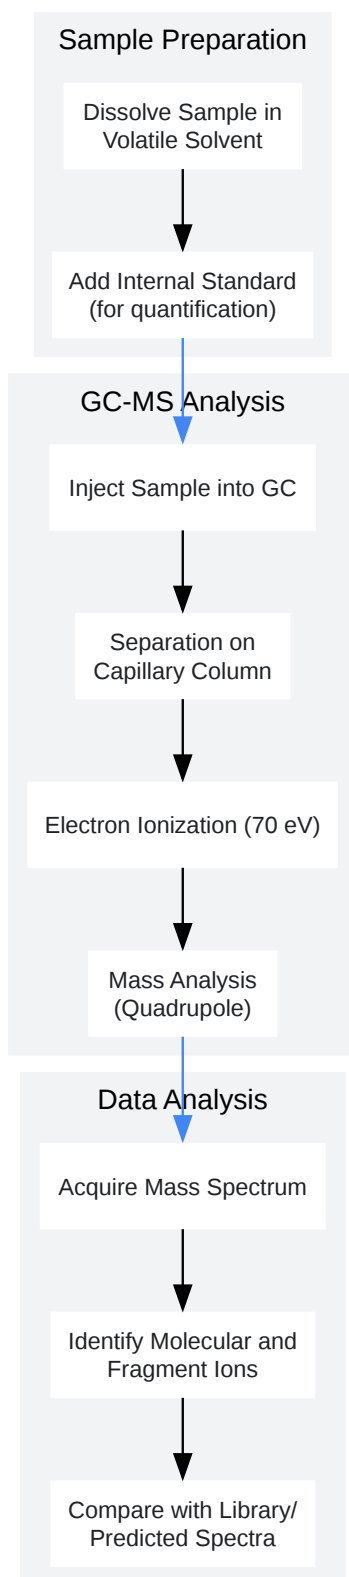 Sample Preparation
Dissolve Sample in
Volatile Solvent
Add Internal Standard
(for quantification)
GC-MS Analysis
Inject Sample into GC
Separation on
Capillary Column
Electron Ionization (70 eV)
Mass Analysis
(Quadrupole)
Data Analysis
Acquire Mass Spectrum
Identify Molecular and
Fragment Ions
Compare with Library/
Predicted Spectra